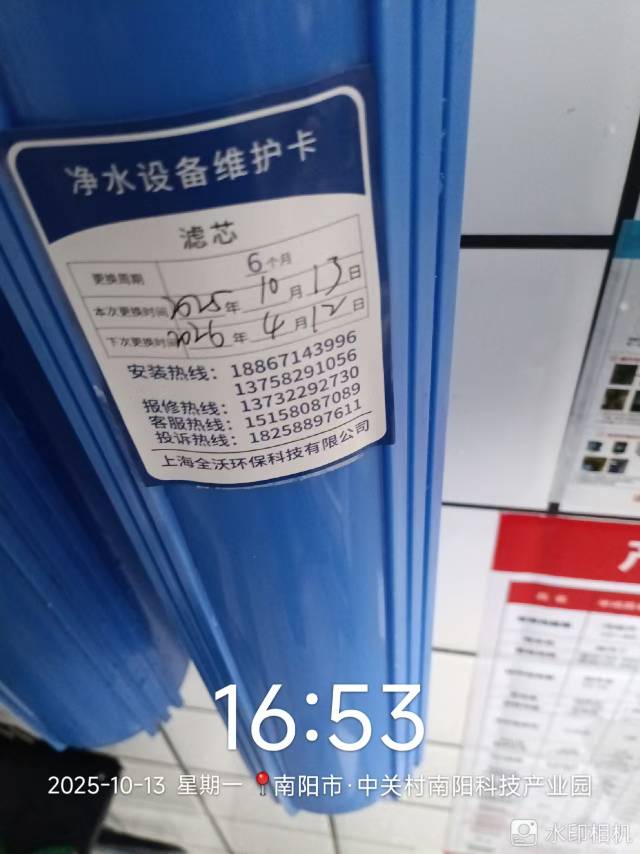 净水设备维护卡
滤芯
更换周期 6个月
本次更换时间 2025年10月13日
下次更换时间 2026年4月12日
安装热线：18867143996
13758291056
报修热线：13732292730
客服热线：15158087089
投诉热线：18258897611
上海全沃环保科技有限公司
16:53
2025-10-13 星期一 南阳市·中关村南阳科技产业园
水印相机